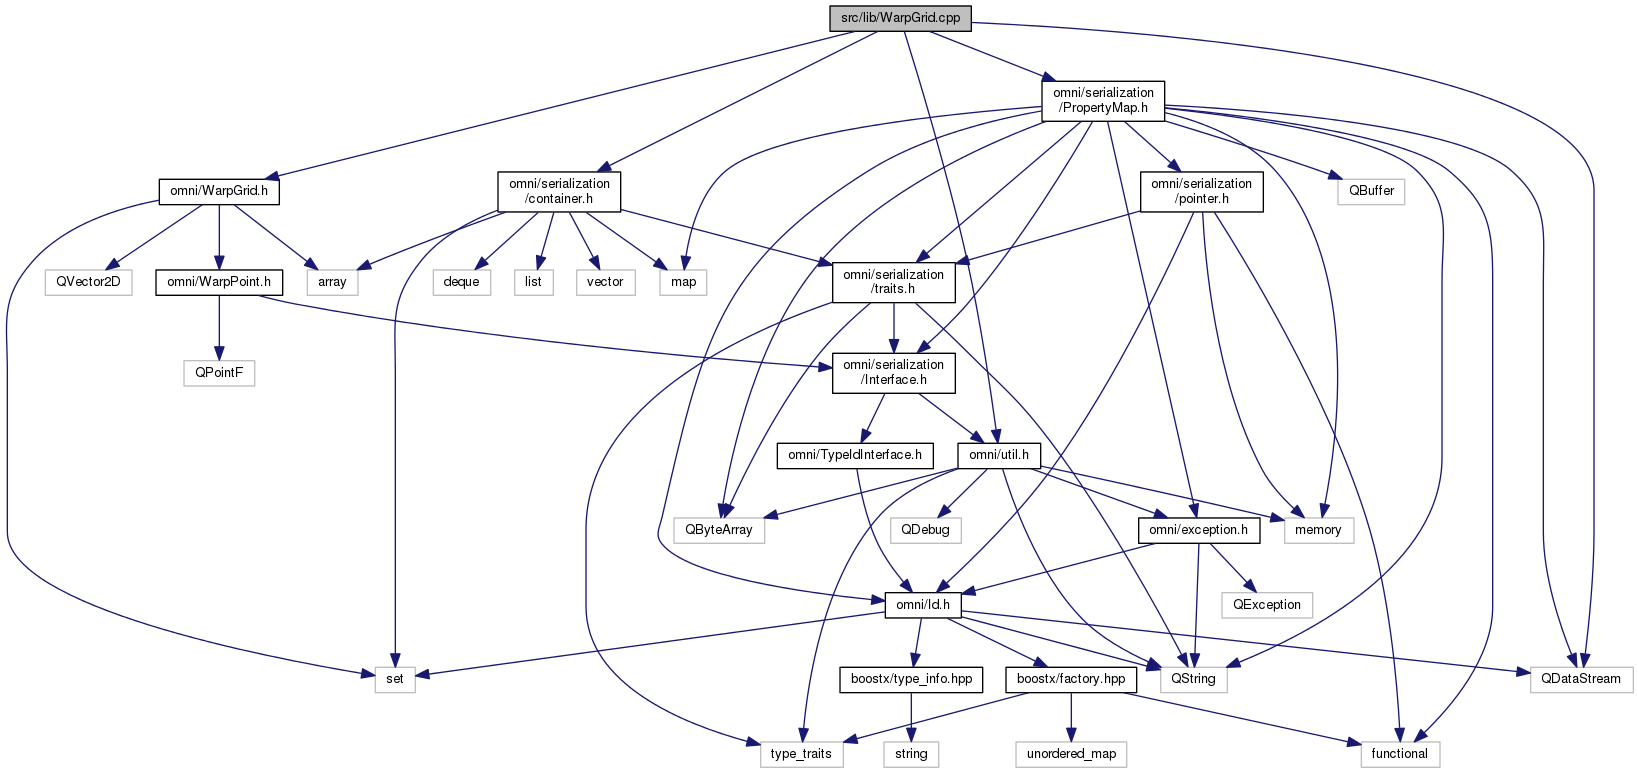 src/lib/WarpGrid.cpp
omni/serialization
/PropertyMap.h
omni/WarpGrid.h
omni/serialization
/container.h
omni/serialization
/pointer.h
QBuffer
QVector2D
omni/WarpPoint.h
array
deque
list
vector
map
omni/serialization
/traits.h
QPointF
omni/serialization
/Interface.h
omni/TypeIdInterface.h
omni/util.h
QByteArray
QDebug
omni/exception.h
memory
omni/Id.h
QException
set
boostx/type_info.hpp
boostx/factory.hpp
QString
QDataStream
type_traits
string
unordered_map
functional